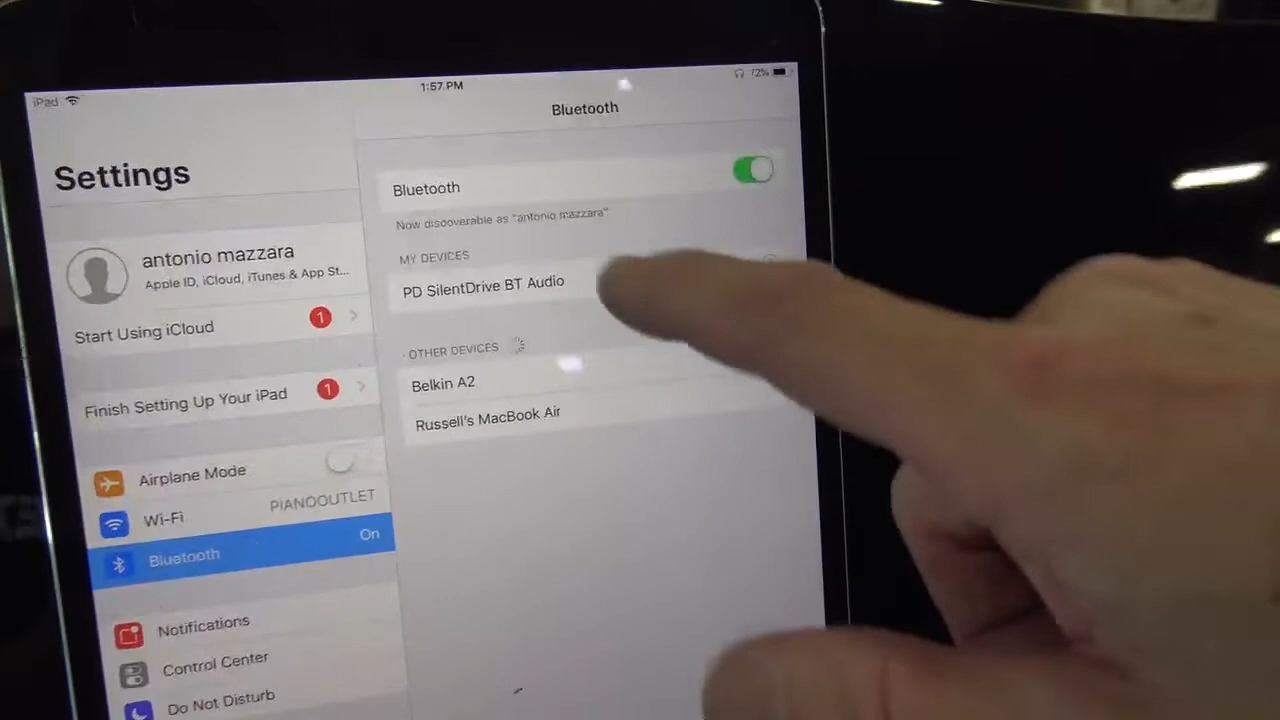 iPad
1:57 PM
72%
Settings
Bluetooth
antonio mazzara
Apple ID, iCloud, iTunes & App St...
Start Using iCloud
1
Finish Setting Up Your iPad
1
Airplane Mode
Wi-Fi
PIANOOUTLET
Bluetooth
On
Notifications
Control Center
Do Not Disturb
Bluetooth
Now discoverable as "antonio mazzara"
MY DEVICES
PD SilentDrive BT Audio
OTHER DEVICES
Belkin A2
Russell's MacBook Air